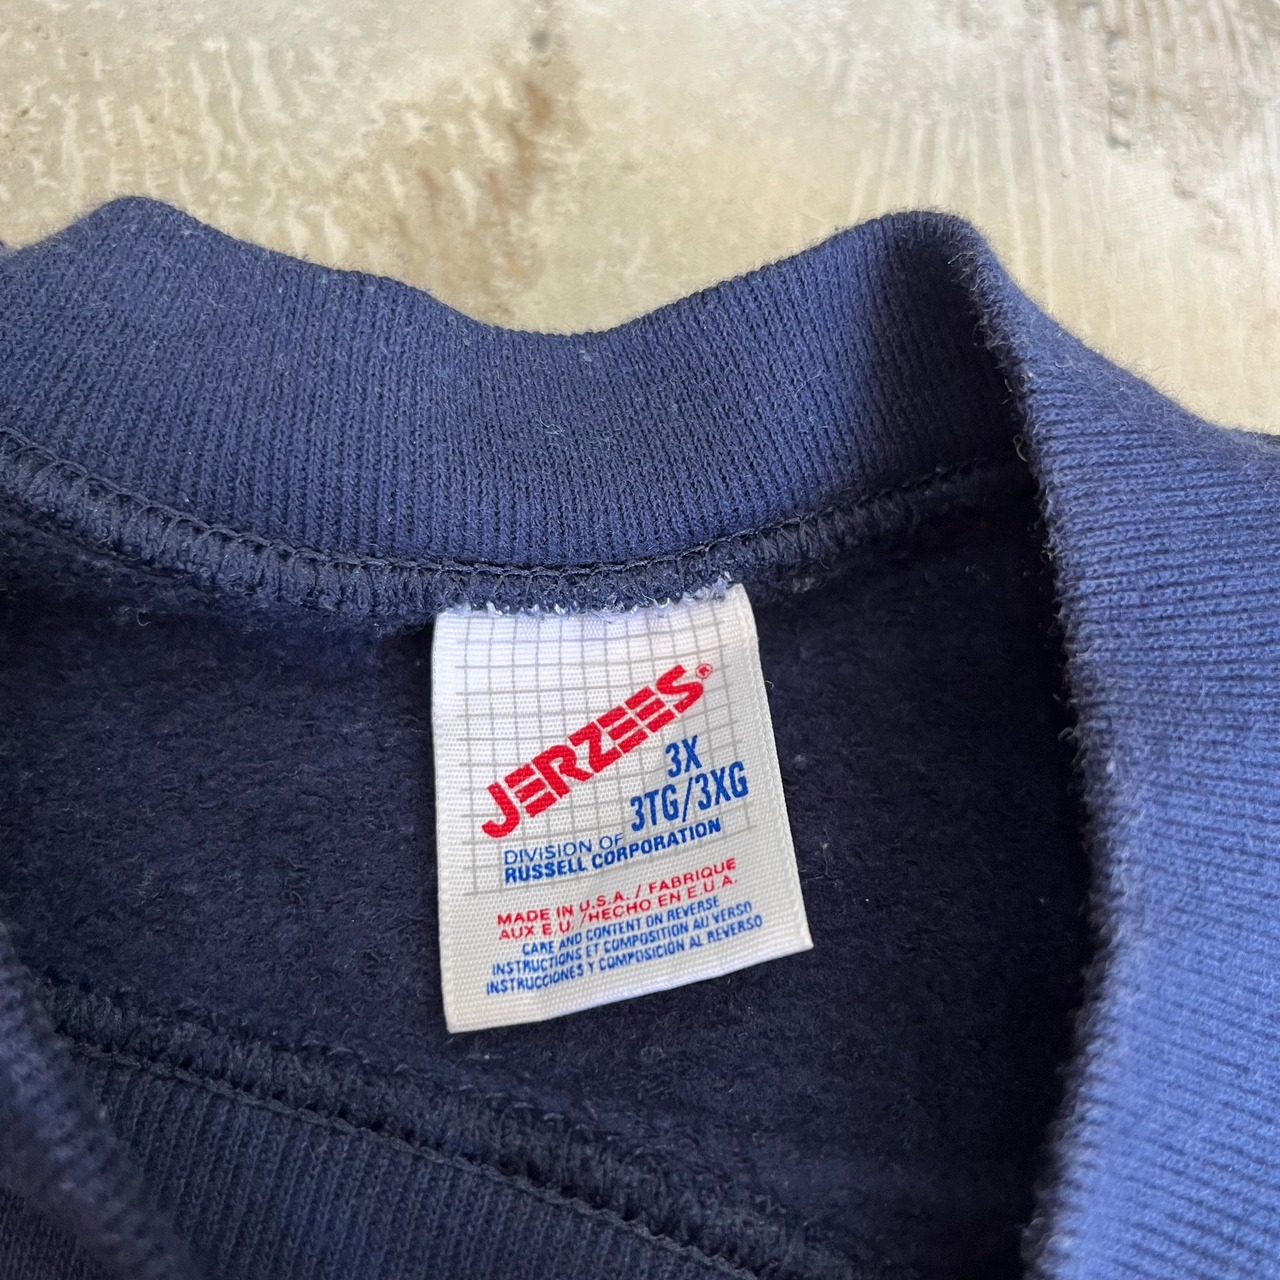 JERZEES®
3X
3TG/3XG
DIVISION OF
RUSSELL CORPORATION
MADE IN U.S.A. / FABRIQUE
AUX E.U. /HECHO EN E.U.A.
CARE AND CONTENT ON REVERSE
INSTRUCTIONS ET COMPOSITION AU VERSO
INSTRUCCIONES Y COMPOSICIÓN AL REVERSO